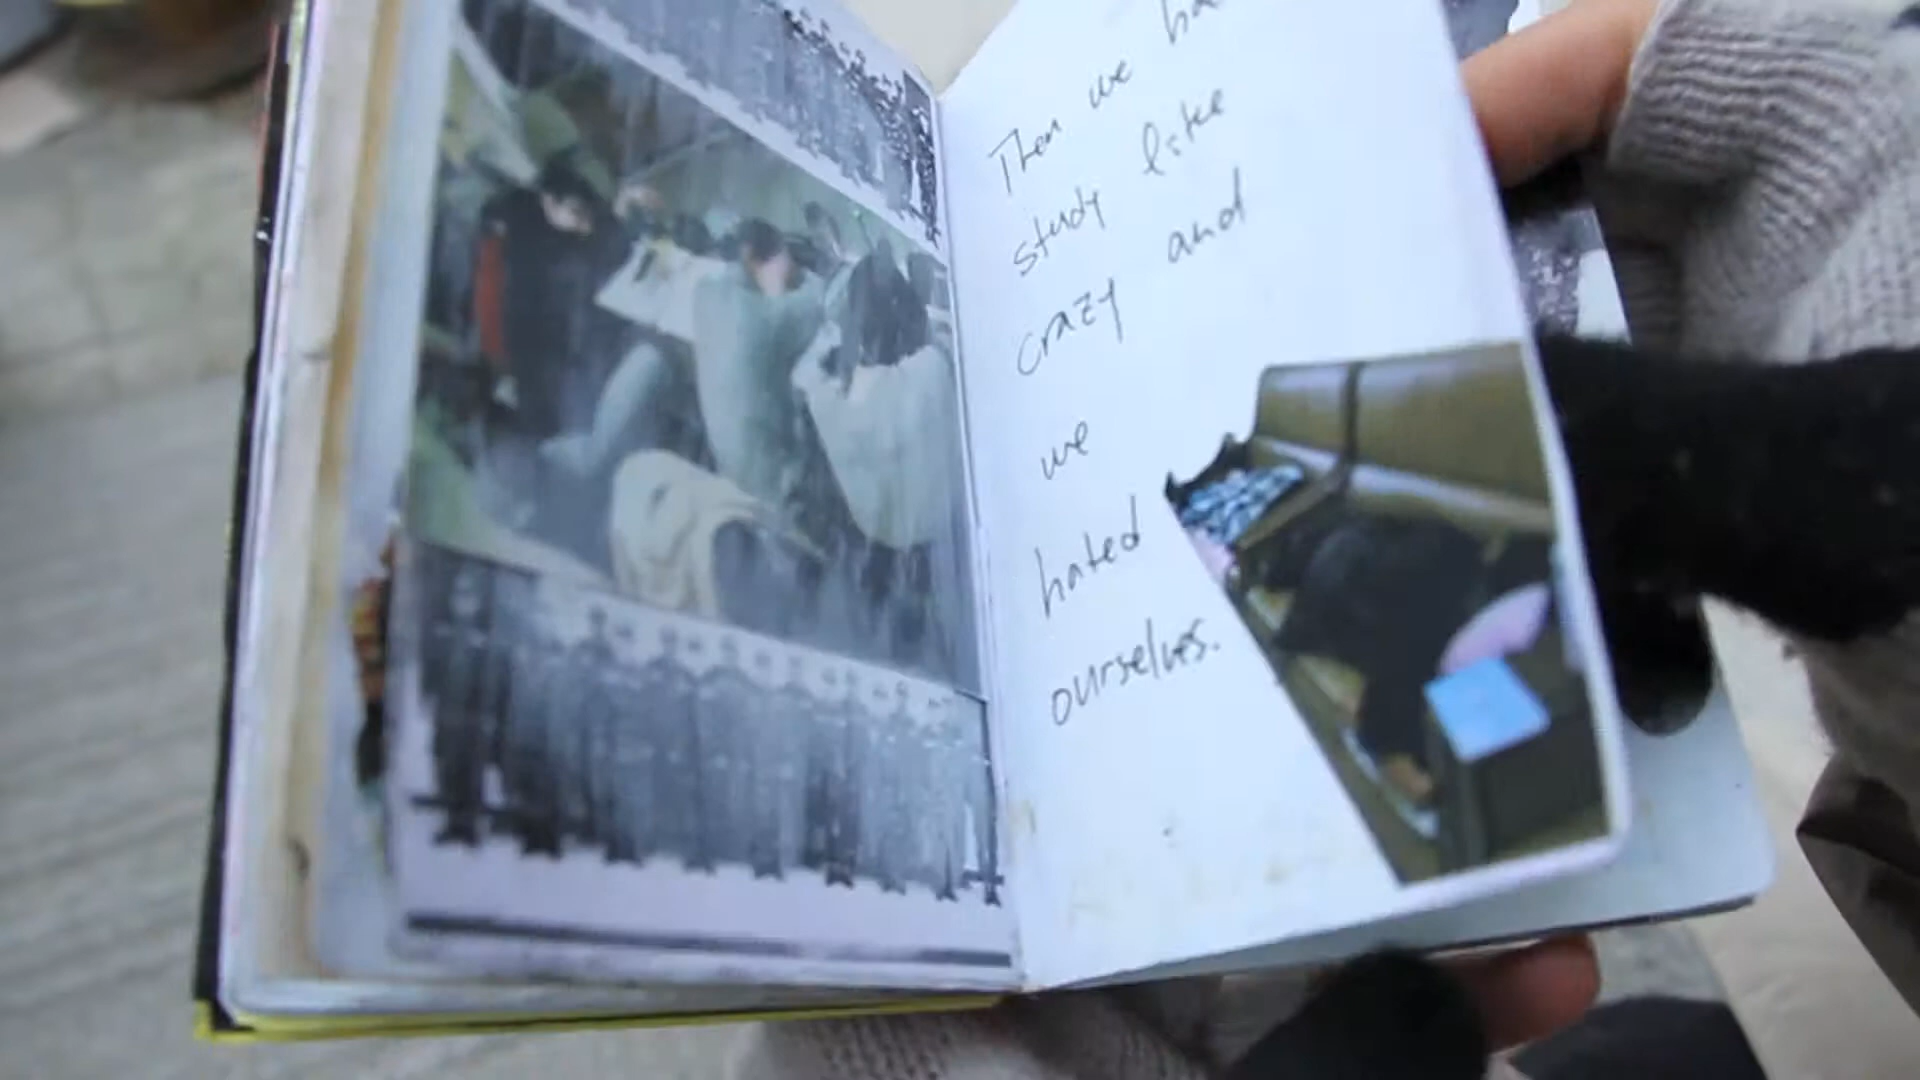 Then we
study like
crazy and
we
hated
ourselves.